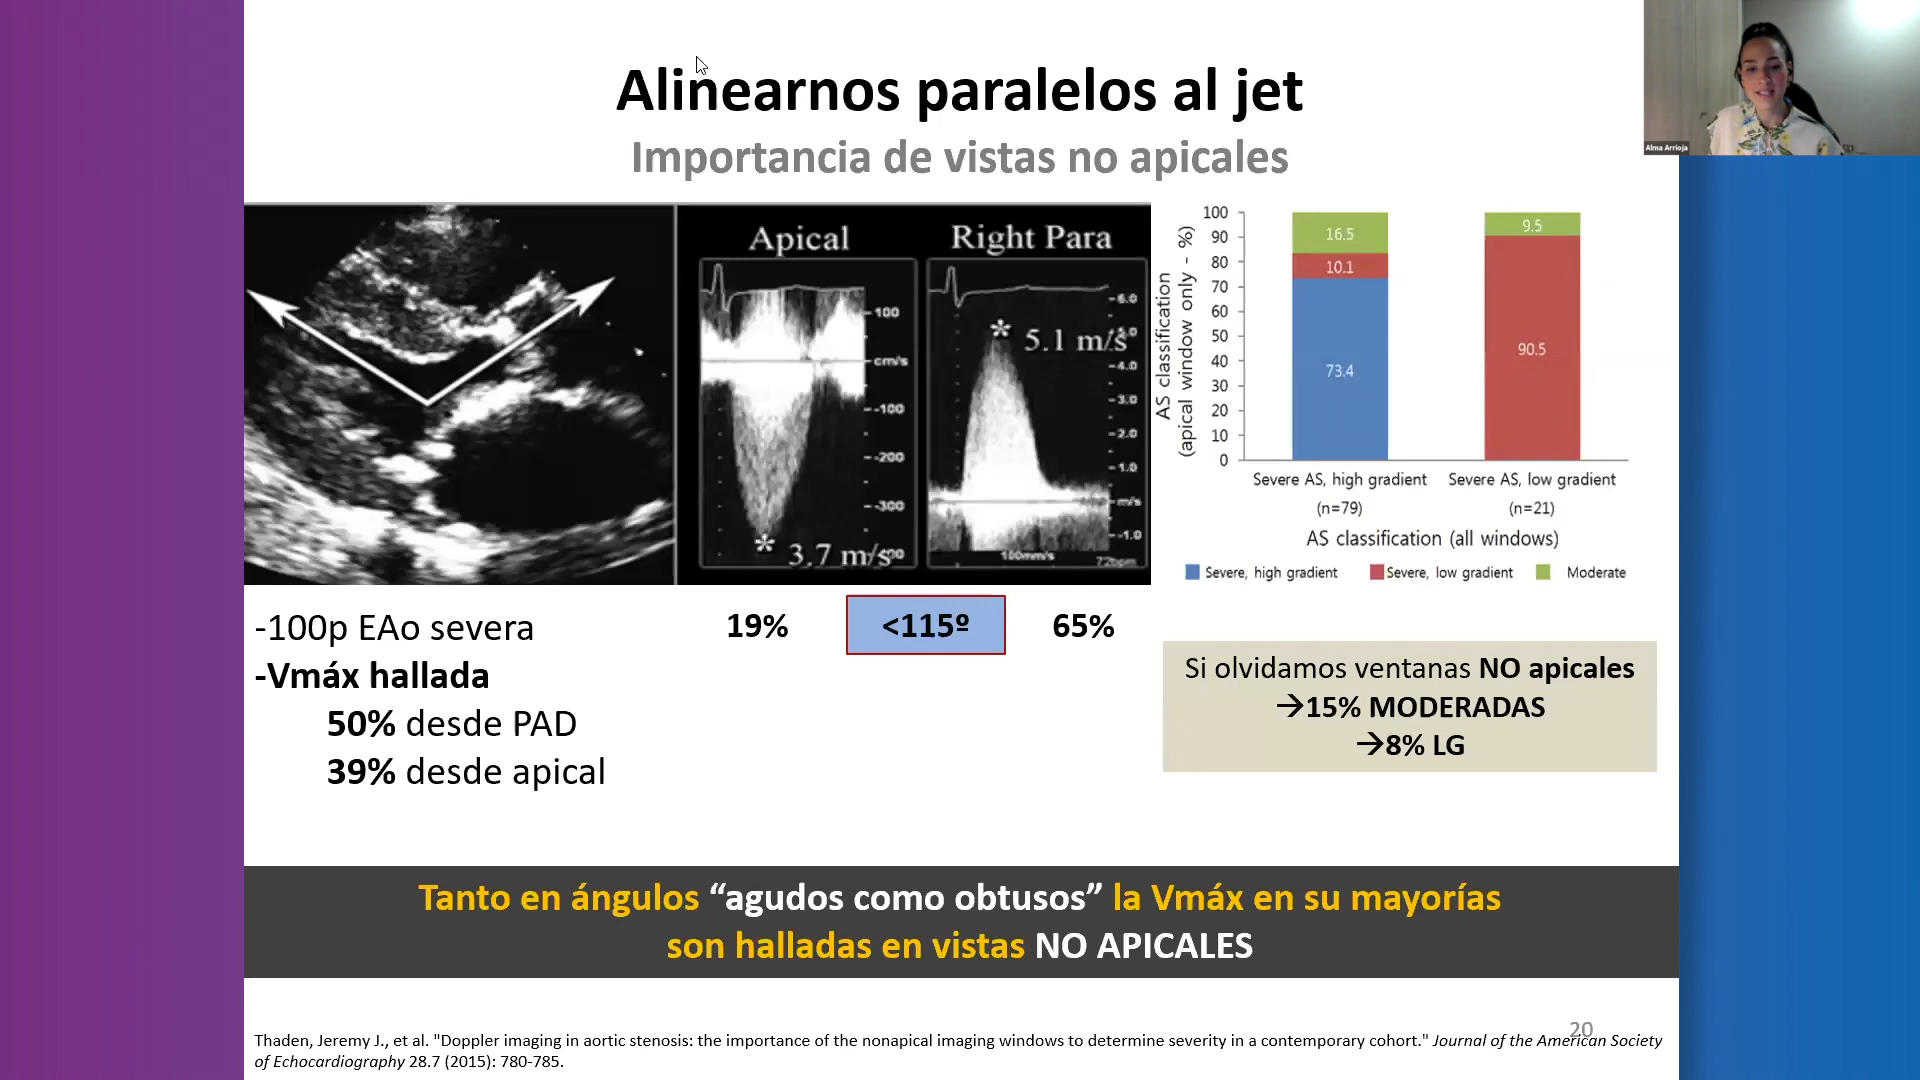 Alinearnos paralelos al jet
Importancia de vistas no apicales
Alma Arrioja
Apical
100
cm/s
-100
-200
-300
3.7 m/s
Right Para
-6.0
5.1 m/s
-4.0
-3.0
-2.0
-1.0
m/s
-1.0
100mm/s
72bpm
AS classification
(apical window only - %)
100
90
80
70
60
50
40
30
20
10
0
16.5
10.1
73.4
9.5
90.5
Severe AS, high gradient
(n=79)
Severe AS, low gradient
(n=21)
AS classification (all windows)
Severe, high gradient
Severe, low gradient
Moderate
-100p EAo severa
-Vmáx hallada
50% desde PAD
39% desde apical
19%
<115º
65%
Si olvidamos ventanas NO apicales
→15% MODERADAS
→8% LG
Tanto en ángulos “agudos como obtusos” la Vmáx en su mayorías
son halladas en vistas NO APICALES
20
Thaden, Jeremy J., et al. "Doppler imaging in aortic stenosis: the importance of the nonapical imaging windows to determine severity in a contemporary cohort." Journal of the American Society
of Echocardiography 28.7 (2015): 780-785.